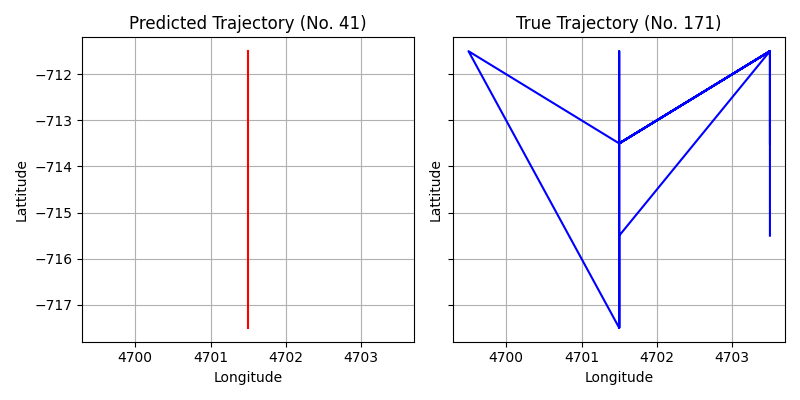 Predicted Trajectory (No. 41)
True Trajectory (No. 171)
Lattitude
−712
−713
−714
−715
−716
−717
4700
4701
4702
4703
Longitude
Lattitude
4700
4701
4702
4703
Longitude